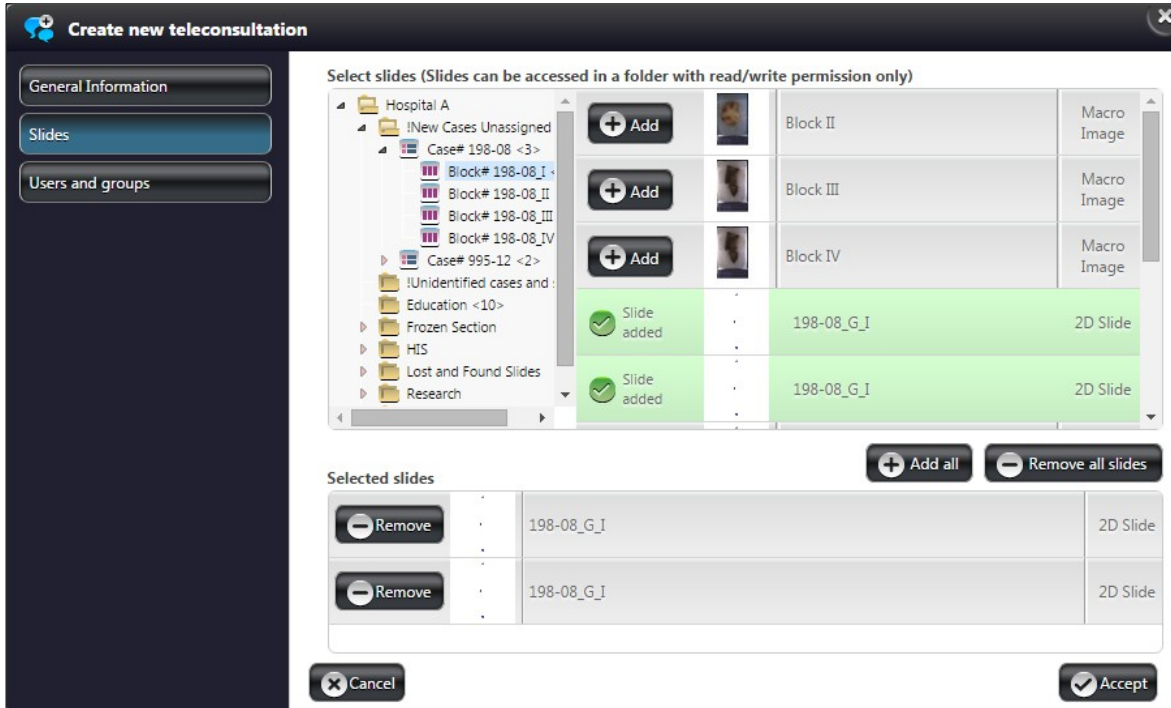 Create new teleconsultation
General Information
Slides
Users and groups
Select slides (Slides can be accessed in a folder with read/write permission only)
Hospital A
!New Cases Unassigned
Case# 198-08 <3>
Block# 198-08_I <
Block# 198-08_II
Block# 198-08_III
Block# 198-08_IV
Case# 995-12 <2>
!Unidentified cases and
Education <10>
Frozen Section
HIS
Lost and Found Slides
Research
Add
Block II
Macro
Image
Add
Block III
Macro
Image
Add
Block IV
Macro
Image
Slide
added
198-08_G_I
2D Slide
Slide
added
198-08_G_I
2D Slide
Add all
Remove all slides
Selected slides
Remove
198-08_G_I
2D Slide
Remove
198-08_G_I
2D Slide
Cancel
Accept